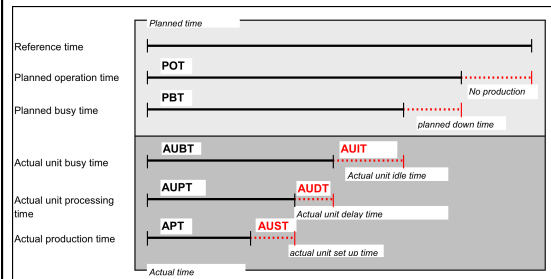 Planned time
Reference time
POT
Planned operation time
No production
PBT
Planned busy time
planned down time
AUBT
AUIT
Actual unit busy time
Actual unit idle time
AUPT
AUDT
Actual unit processing
time
Actual unit delay time
APT
AUST
Actual production time
actual unit set up time
Actual time